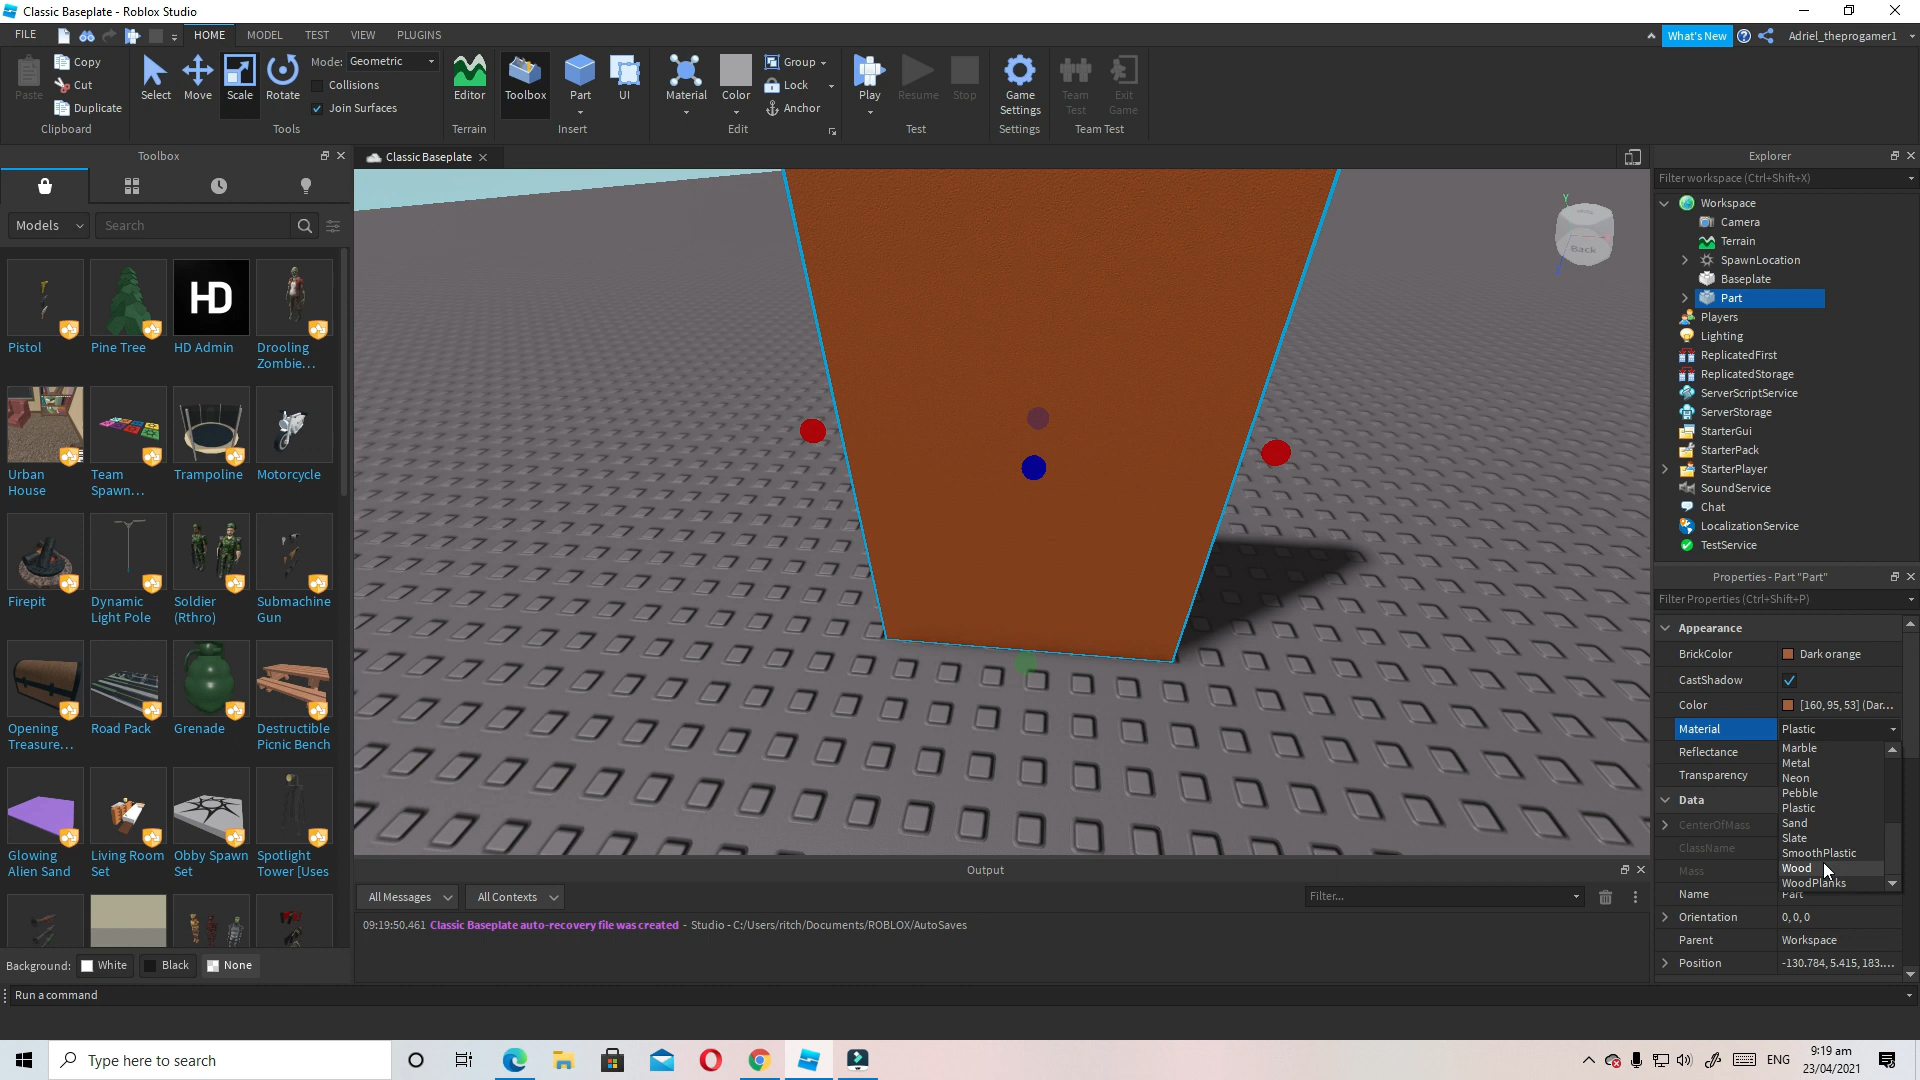 Classic Baseplate - Roblox Studio
FILE
HOME
MODEL
TEST
VIEW
PLUGINS
What's New
Adriel_theprogamer1
Paste
Copy
Cut
Duplicate
Clipboard
Select
Move
Scale
Rotate
Mode: Geometric
Collisions
Join Surfaces
Tools
Editor
Terrain
Toolbox
Part
UI
Insert
Material
Color
Group
Lock
Anchor
Edit
Play
Resume
Stop
Test
Game Settings
Settings
Team Test
Exit Game
Team Test
Toolbox
Classic Baseplate
Models
Search
Pistol
Pine Tree
HD
HD Admin
Drooling Zombie...
Urban House
Team Spawn...
Trampoline
Motorcycle
Firepit
Dynamic Light Pole
Soldier (Rthro)
Submachine Gun
Opening Treasure...
Road Pack
Grenade
Destructible Picnic Bench
Glowing Alien Sand
Living Room Set
Obby Spawn Set
Spotlight Tower [Uses
Background:
White
Black
None
Y
Back
Explorer
Filter workspace (Ctrl+Shift+X)
Workspace
Camera
Terrain
SpawnLocation
Baseplate
Part
Players
Lighting
ReplicatedFirst
ReplicatedStorage
ServerScriptService
ServerStorage
StarterGui
StarterPack
StarterPlayer
SoundService
Chat
LocalizationService
TestService
Properties - Part "Part"
Filter Properties (Ctrl+Shift+P)
Appearance
BrickColor
Dark orange
CastShadow
Color
[160, 95, 53] (Dar...
Material
Plastic
Reflectance
Transparency
Marble
Metal
Neon
Pebble
Plastic
Sand
Slate
SmoothPlastic
Wood
WoodPlanks
Data
CenterOfMass
ClassName
Mass
Name
Part
Orientation
0, 0, 0
Parent
Workspace
Position
-130.784, 5.415, 183....
Output
All Messages
All Contexts
Filter...
09:19:50.461 Classic Baseplate auto-recovery file was created - Studio - C:/Users/ritch/Documents/ROBLOX/AutoSaves
Run a command
Type here to search
ENG
9:19 am
23/04/2021